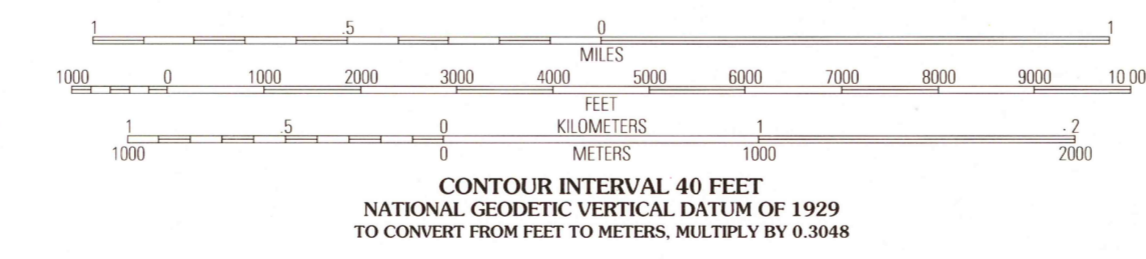 1 .5 0 1
MILES
1000 0 1000 2000 3000 4000 5000 6000 7000 8000 9000 10 00
FEET
1 .5 0 KILOMETERS 1 . 2
1000 0 METERS 1000 2000
CONTOUR INTERVAL 40 FEET
NATIONAL GEODETIC VERTICAL DATUM OF 1929
TO CONVERT FROM FEET TO METERS, MULTIPLY BY 0.3048